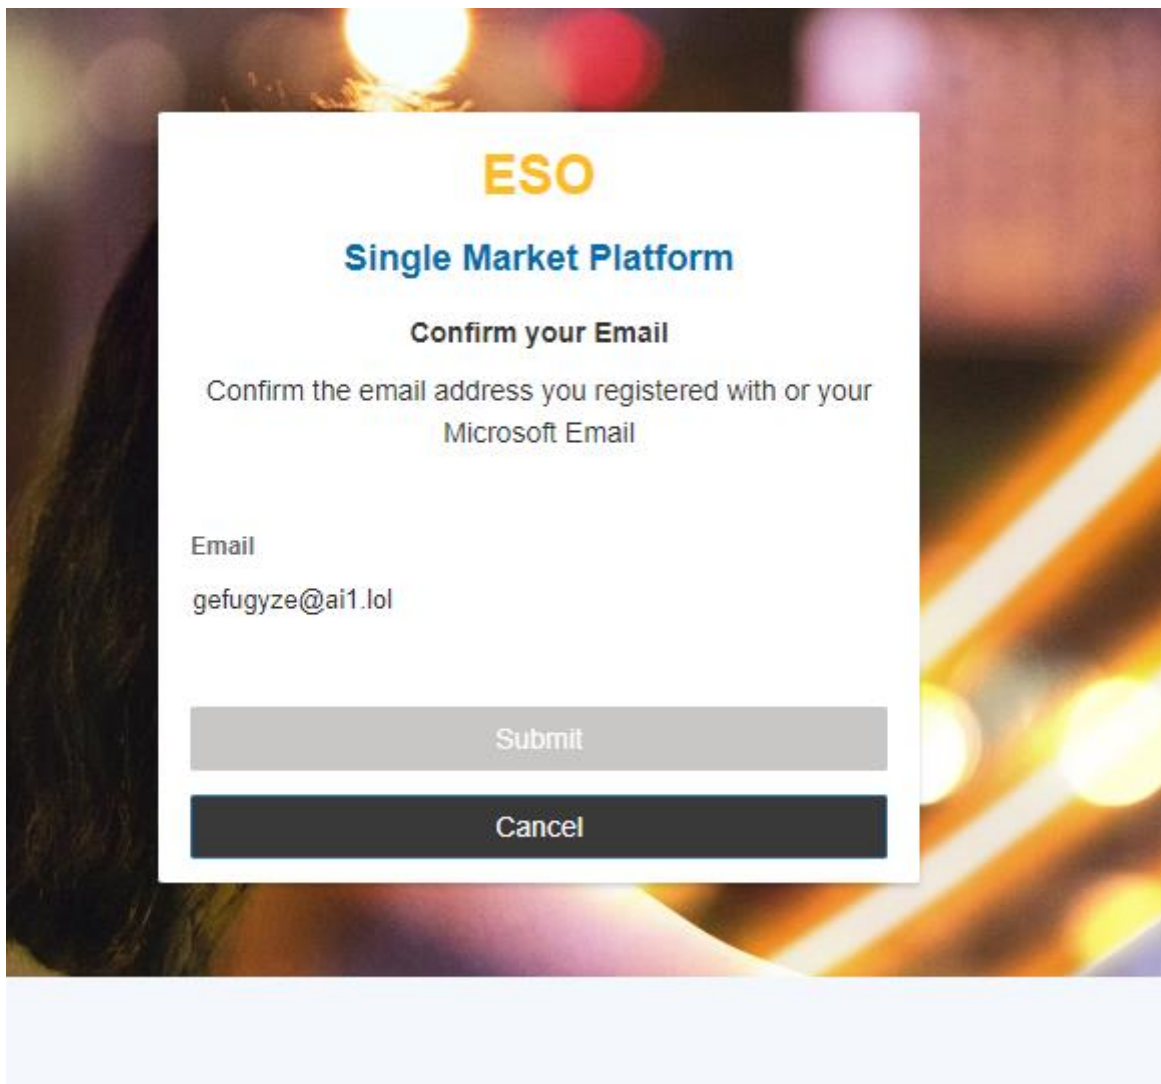 ESO
Single Market Platform
Confirm your Email
Confirm the email address you registered with or your
Microsoft Email
Email
gefugyze@ai1.lol
Submit
Cancel